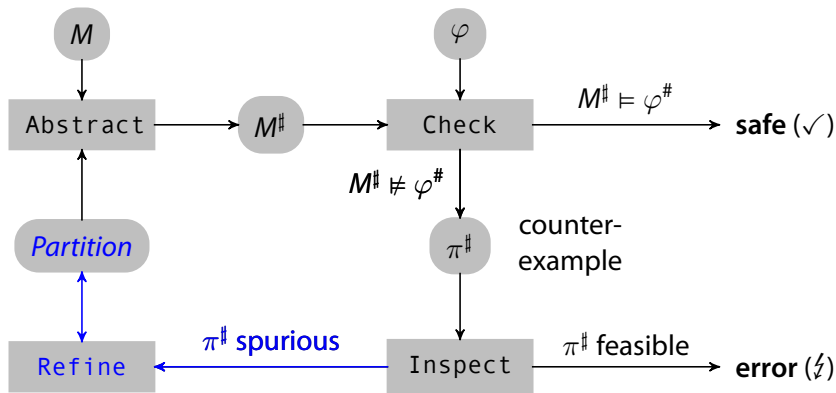 M
φ
Abstract
M♯
Check
M♯ ⊨ φ#
safe (✓)
M♯ ⊭ φ#
Partition
π♯
counter-
example
Refine
π♯ spurious
Inspect
π♯ feasible
error (↯)